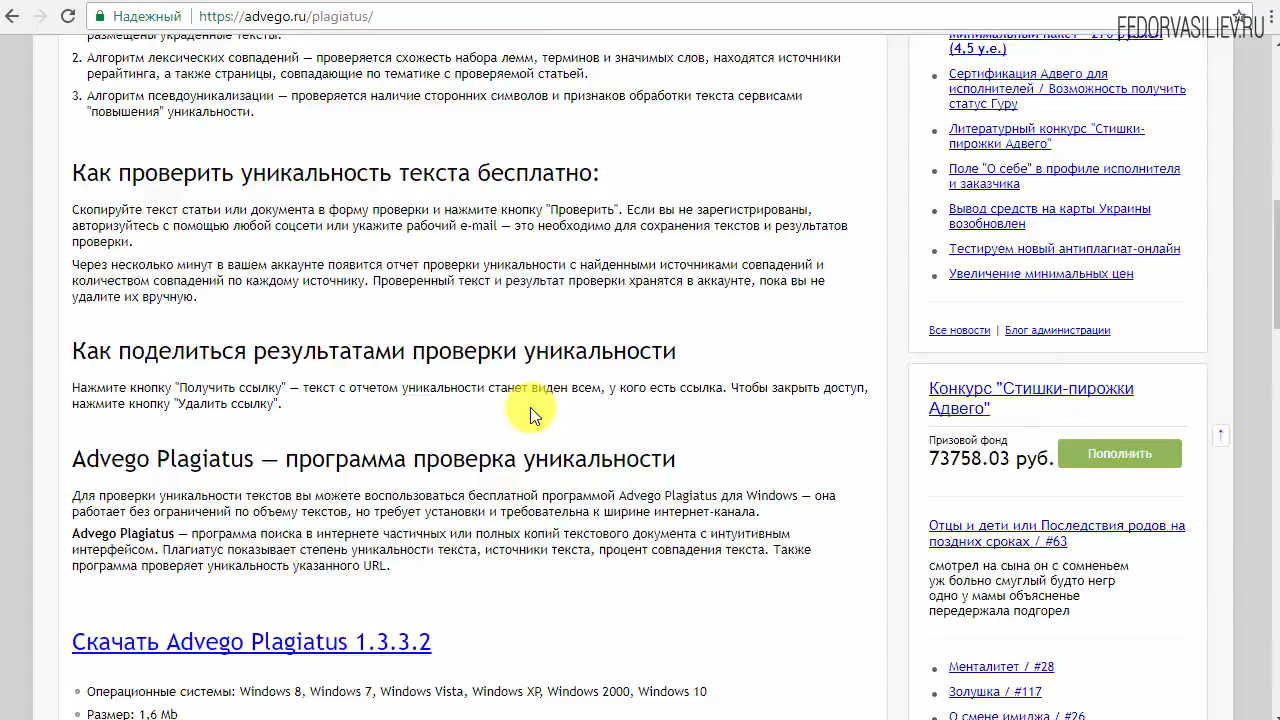 Надежный
https://advego.ru/plagiatus/
FEDORVASILIEV.RU
размещены украденные тексты.
2. Алгоритм лексических совпадений — проверяется схожесть набора лемм, терминов и значимых слов, находятся источники
рерайтинга, а также страницы, совпадающие по тематике с проверяемой статьей.
3. Алгоритм псевдоуникализации — проверяется наличие сторонних символов и признаков обработки текста сервисами
"повышения" уникальности.
Как проверить уникальность текста бесплатно:
Скопируйте текст статьи или документа в форму проверки и нажмите кнопку "Проверить". Если вы не зарегистрированы,
авторизуйтесь с помощью любой соцсети или укажите рабочий e-mail — это необходимо для сохранения текстов и результатов
проверки.
Через несколько минут в вашем аккаунте появится отчет проверки уникальности с найденными источниками совпадений и
количеством совпадений по каждому источнику. Проверенный текст и результат проверки хранятся в аккаунте, пока вы не
удалите их вручную.
Как поделиться результатами проверки уникальности
Нажмите кнопку "Получить ссылку" — текст с отчетом уникальности станет виден всем, у кого есть ссылка. Чтобы закрыть доступ,
нажмите кнопку "Удалить ссылку".
Advego Plagiatus — программа проверка уникальности
Для проверки уникальности текстов вы можете воспользоваться бесплатной программой Advego Plagiatus для Windows — она
работает без ограничений по объему текстов, но требует установки и требовательна к ширине интернет-канала.
Advego Plagiatus — программа поиска в интернете частичных или полных копий текстового документа с интуитивным
интерфейсом. Плагиатус показывает степень уникальности текста, источники текста, процент совпадения текста. Также
программа проверяет уникальность указанного URL.
Скачать Advego Plagiatus 1.3.3.2
Операционные системы: Windows 8, Windows 7, Windows Vista, Windows XP, Windows 2000, Windows 10
Размер: 1,6 Mb
Минимальный пакет - 270 рублей
(4,5 у.е.)
Сертификация Адвего для
исполнителей / Возможность получить
статус Гуру
Литературный конкурс "Стишки-
пирожки Адвего"
Поле "О себе" в профиле исполнителя
и заказчика
Вывод средств на карты Украины
возобновлен
Тестируем новый антиплагиат-онлайн
Увеличение минимальных цен
Все новости | Блог администрации
Конкурс "Стишки-пирожки
Адвего"
Призовой фонд
73758.03 руб.
Пополнить
Отцы и дети или Последствия родов на
поздних сроках / #63
смотрел на сына он с сомненьем
уж больно смуглый будто негр
одно у мамы объясненье
передержала подгорел
Менталитет / #28
Золушка / #117
О смене имиджа / #26